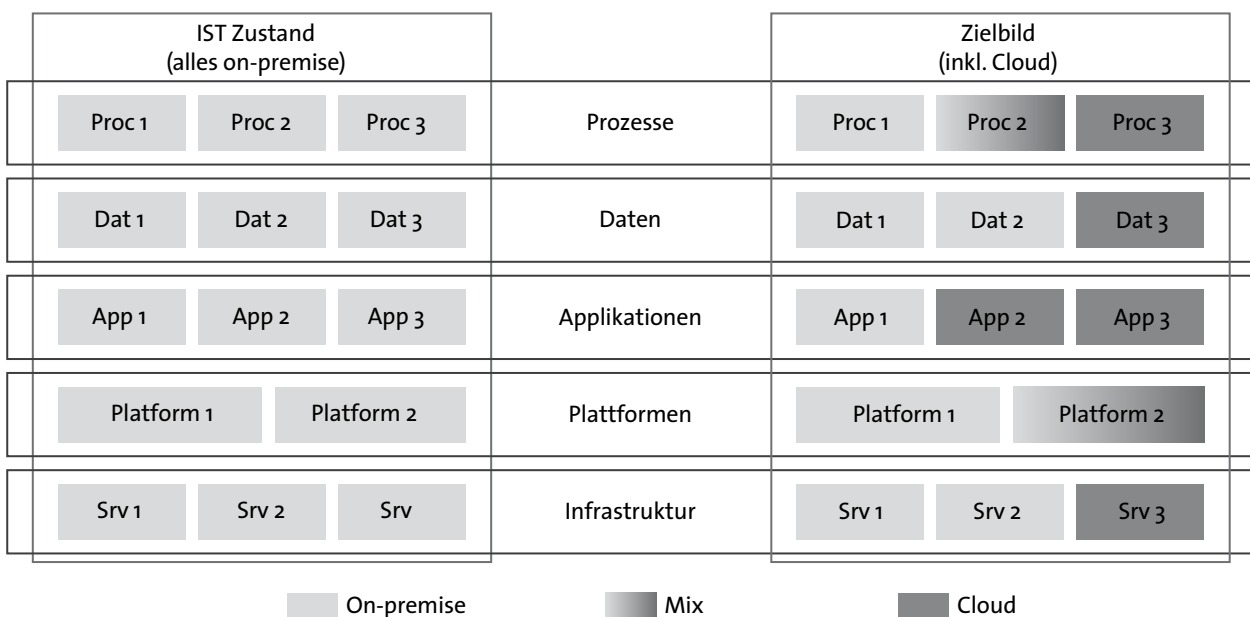 IST Zustand
(alles on-premise)
Zielbild
(inkl. Cloud)
Proc 1 Proc 2 Proc 3 Prozesse Proc 1 Proc 2 Proc 3
Dat 1 Dat 2 Dat 3 Daten Dat 1 Dat 2 Dat 3
App 1 App 2 App 3 Applikationen App 1 App 2 App 3
Platform 1 Platform 2 Plattformen Platform 1 Platform 2
Srv 1 Srv 2 Srv Infrastruktur Srv 1 Srv 2 Srv 3
On-premise Mix Cloud